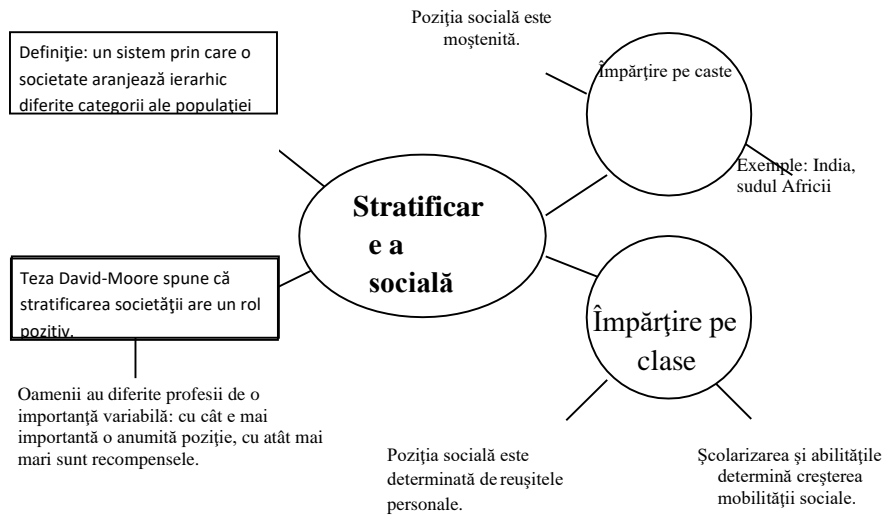 Definiţie: un sistem prin care o
societate aranjează ierarhic
diferite categorii ale populaţiei
Poziţia socială este
moştenită.
Împărţire pe caste
Exemple: India,
sudul Africii
Stratificar
e a
socială
Teza David-Moore spune că
stratificarea societăţii are un rol
pozitiv.
Oamenii au diferite profesii de o
importanţă variabilă: cu cât e mai
importantă o anumită poziţie, cu atât mai
mari sunt recompensele.
Împărţire pe
clase
Poziţia socială este
determinată de reuşitele
personale.
Şcolarizarea şi abilităţile
determină creşterea
mobilităţii sociale.